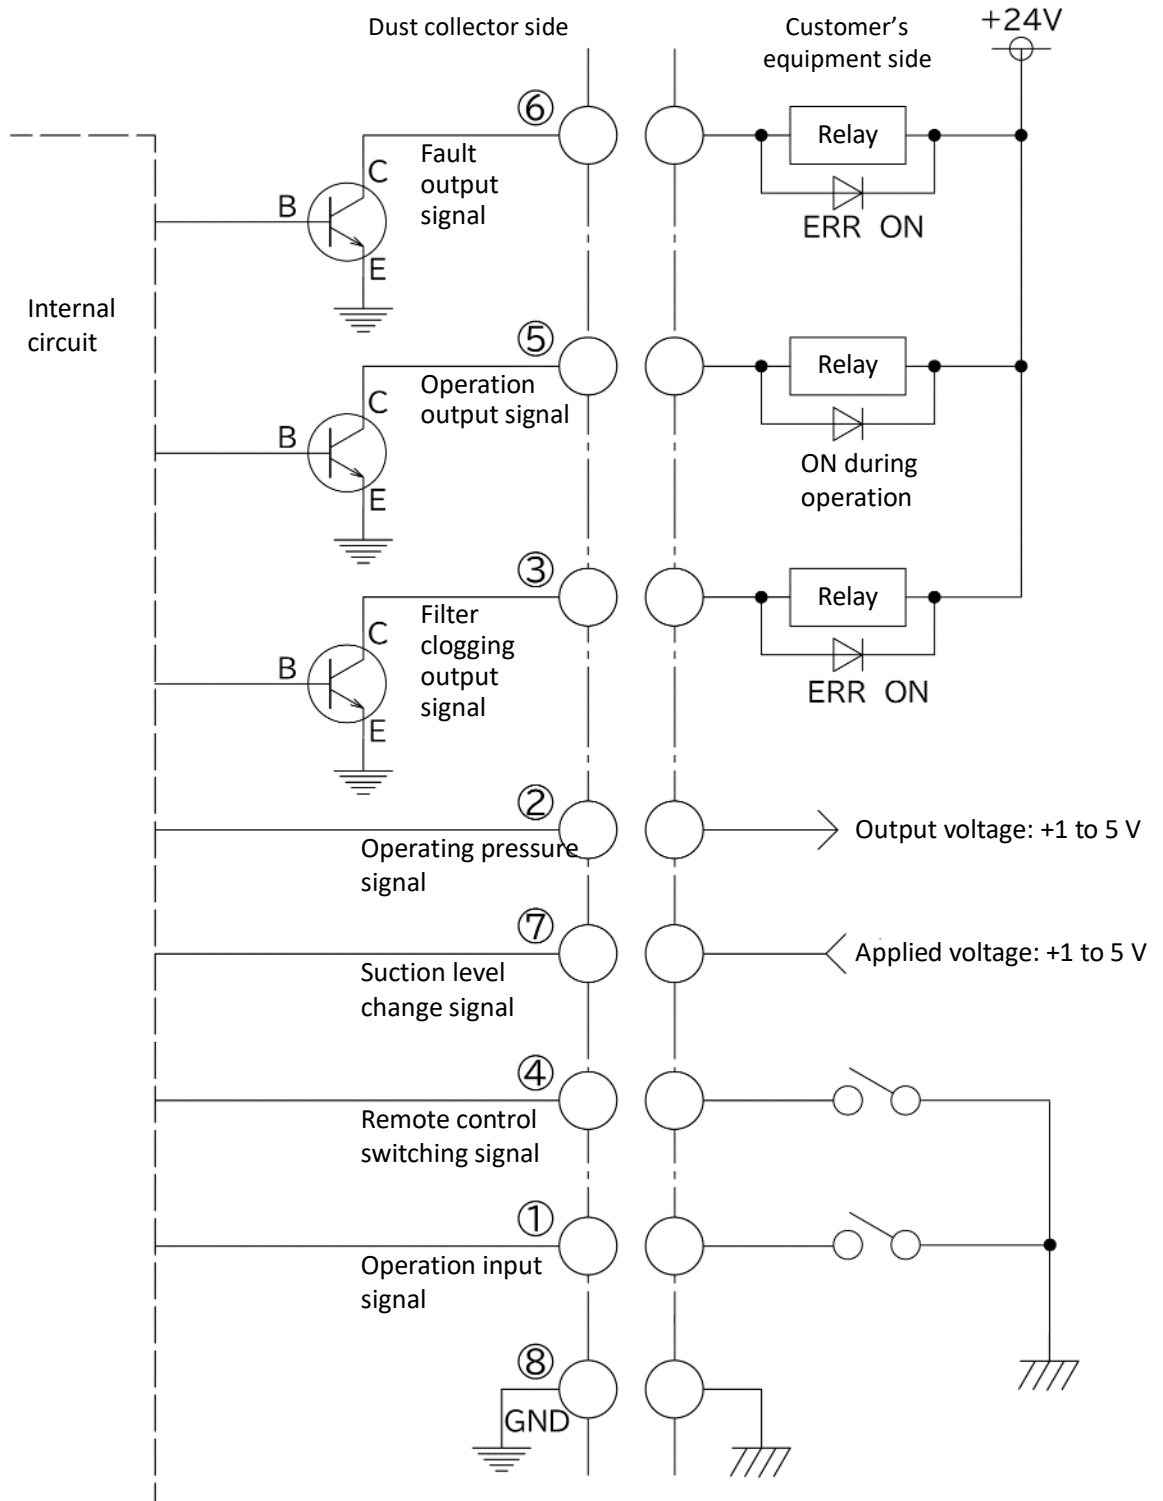 Dust collector side
Customer’s
equipment side
+24V
⑥
Fault
output
signal
C
B
E
Relay
ERR ON
Internal
circuit
⑤
Operation
output signal
C
B
E
Relay
ON during
operation
③
Filter
clogging
output
signal
C
B
E
Relay
ERR ON
②
Operating pressure
signal
Output voltage: +1 to 5 V
⑦
Suction level
change signal
Applied voltage: +1 to 5 V
④
Remote control
switching signal
①
Operation input
signal
⑧
GND